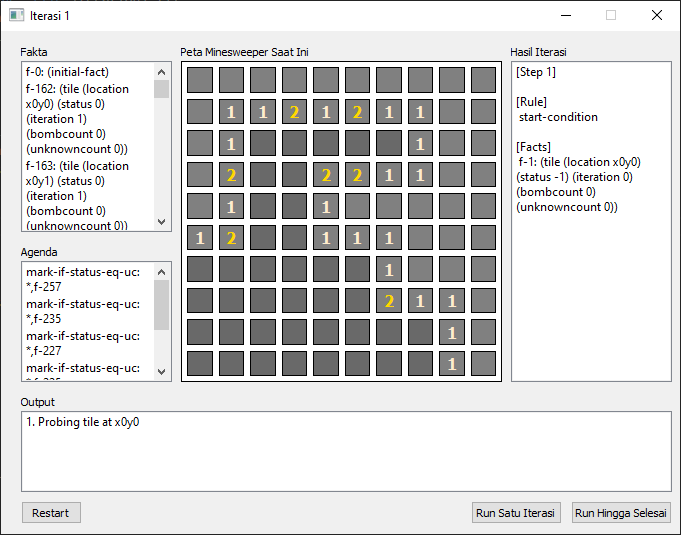 Iterasi 1
Fakta
f-0: (initial-fact)
f-162: (tile (location
x0y0) (status 0)
(iteration 1)
(bombcount 0)
(unknowncount 0))
f-163: (tile (location
x0y1) (status 0)
(iteration 1)
(bombcount 0)
(unknowncount 0))
Agenda
mark-if-status-eq-uc:
*,f-257
mark-if-status-eq-uc:
*,f-235
mark-if-status-eq-uc:
*,f-227
mark-if-status-eq-uc:
Peta Minesweeper Saat Ini
1 1 2 1 2 1 1
1 1
2 2 2 1 1
1 1
1 2 1 1 1
1
2 1 1
1
1
Hasil Iterasi
[Step 1]
[Rule]
start-condition
[Facts]
f-1: (tile (location x0y0)
(status -1) (iteration 0)
(bombcount 0)
(unknowncount 0))
Output
1. Probing tile at x0y0
Restart
Run Satu Iterasi
Run Hingga Selesai